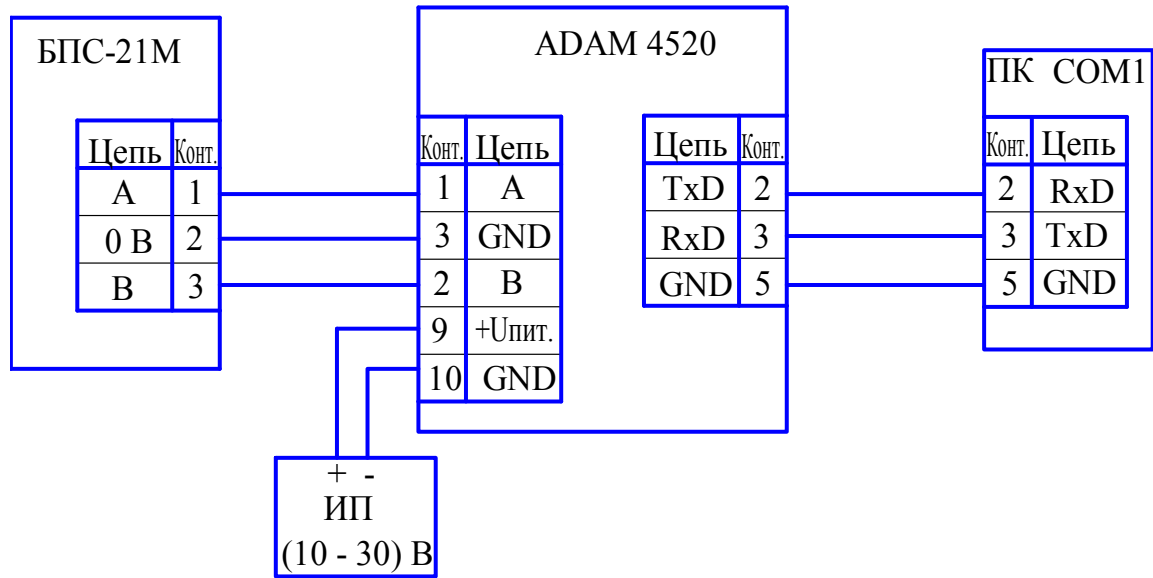 БПС-21М
Цепь Конт.
А 1
0 В 2
В 3
ADAM 4520
Конт. Цепь
1 А
3 GND
2 В
9 +Uпит.
10 GND
Цепь Конт.
TxD 2
RxD 3
GND 5
ПК COM1
Конт. Цепь
2 RxD
3 TxD
5 GND
+ -
ИП
(10 - 30) В